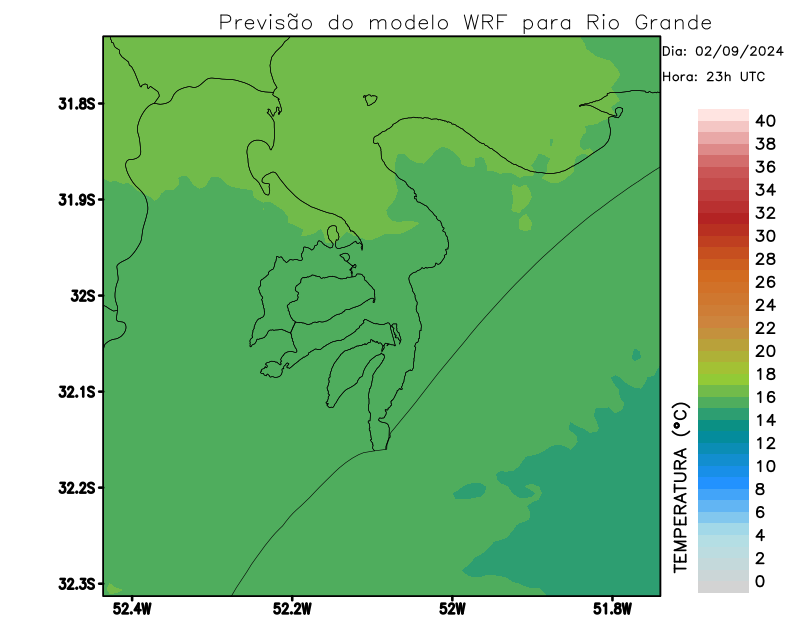 Previsão do modelo WRF para Rio Grande
Dia: 02/09/2024
Hora: 23h UTC
31.8S
31.9S
32S
32.1S
32.2S
32.3S
52.4W
52.2W
52W
51.8W
TEMPERATURA (°C)
40
38
36
34
32
30
28
26
24
22
20
18
16
14
12
10
8
6
4
2
0